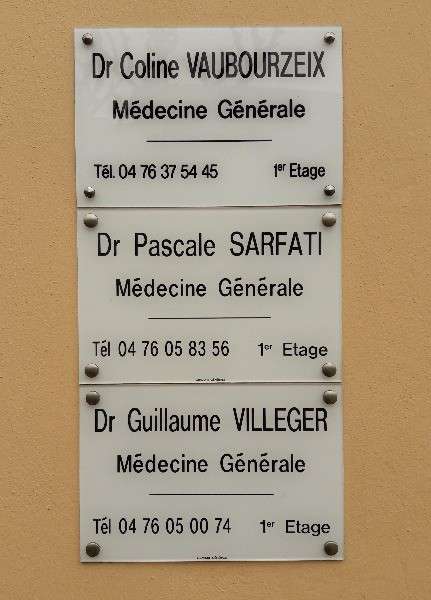 Dr Coline VAUBOURZEIX
Médecine Générale
Tél. 04 76 37 54 45 1er Etage
Dr Pascale SARFATI
Médecine Générale
Tél 04 76 05 83 56 1er Etage
Dr Guillaume VILLEGER
Médecine Générale
Tél 04 76 05 00 74 1er Etage